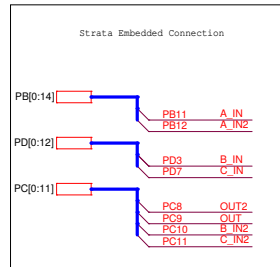 Strata Embedded Connection
PB[0:14]
PB11 A_IN
PB12 A_IN2
PD[0:12]
PD3 B_IN
PD7 C_IN
PC[0:11]
PC8 OUT2
PC9 OUT
PC10 B_IN2
PC11 C_IN2